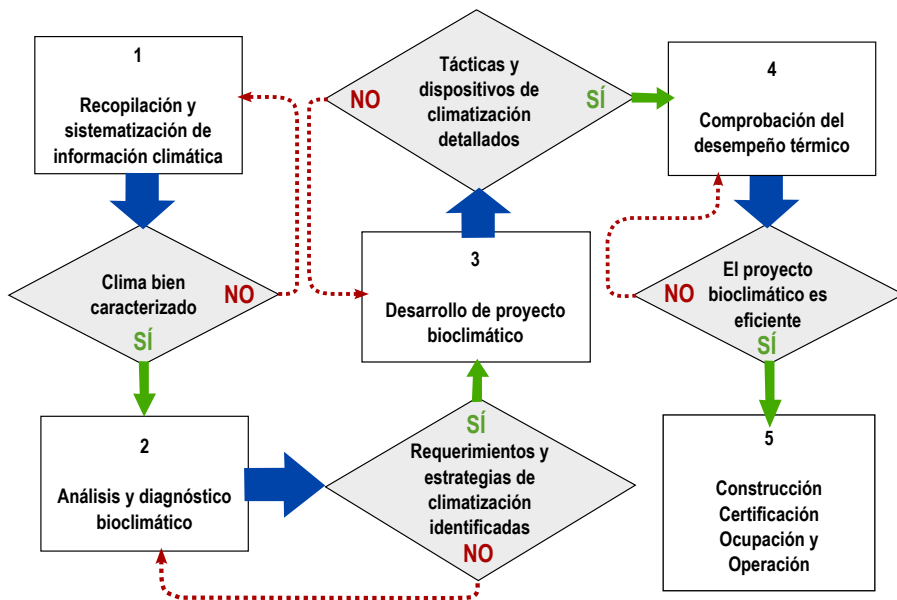 1
Recopilación y
sistematización de
información climática
Clima bien
caracterizado
NO
SÍ
2
Análisis y diagnóstico
bioclimático
Requerimientos y
estrategias de
climatización
identificadas
SÍ
NO
3
Desarrollo de proyecto
bioclimático
Tácticas y
dispositivos de
climatización
detallados
NO
SÍ
4
Comprobación del
desempeño térmico
El proyecto
bioclimático es
eficiente
NO
SÍ
5
Construcción
Certificación
Ocupación y
Operación